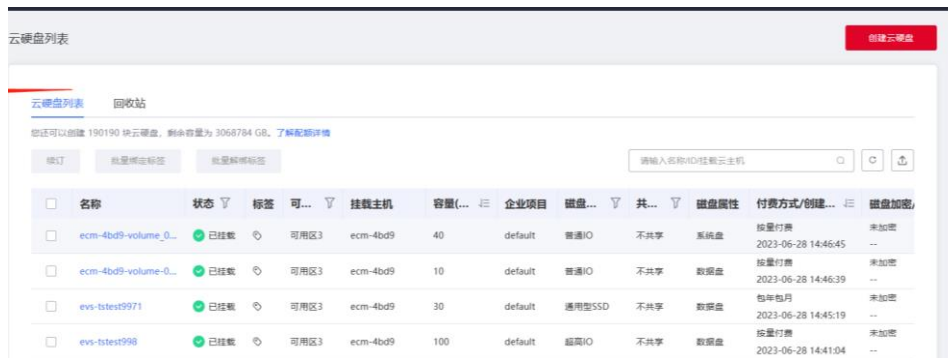 云硬盘列表
创建云硬盘
云硬盘列表 回收站
您还可以创建 190190 块云硬盘，剩余容量为 3068784 GB。了解配额详情
续订 批量绑定标签 批量解绑标签 请输入名称/ID/挂载云主机
名称 状态 标签 可... 挂载主机 容量(... 企业项目 磁盘... 共... 磁盘属性 付费方式/创建... 磁盘加密/
ecm-4bd9-volume_0... 已挂载 可用区3 ecm-4bd9 40 default 普通IO 不共享 系统盘 按量付费 未加密
2023-06-28 14:46:45 --
ecm-4bd9-volume-0... 已挂载 可用区3 ecm-4bd9 10 default 普通IO 不共享 数据盘 按量付费 未加密
2023-06-28 14:46:39 --
evs-tstest9971 已挂载 可用区3 ecm-4bd9 30 default 通用型SSD 不共享 数据盘 包年包月 未加密
2023-06-28 14:45:19 --
evs-tstest998 已挂载 可用区3 ecm-4bd9 100 default 超高IO 不共享 数据盘 按量付费 未加密
2023-06-28 14:41:04 --